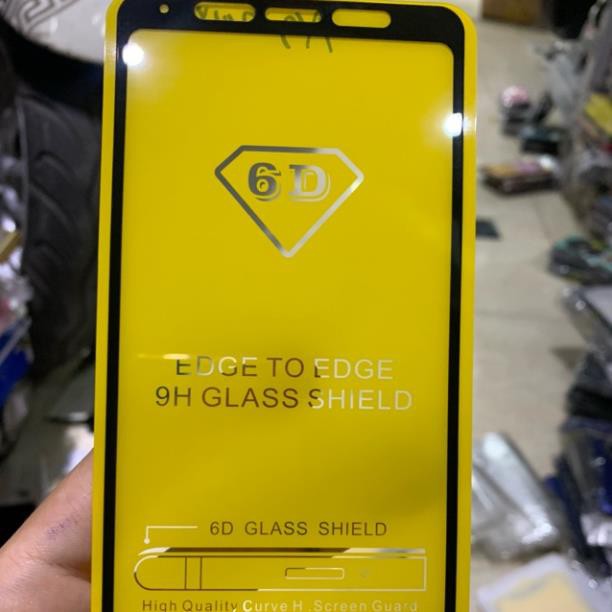 6D
EDGE TO EDGE
9H GLASS SHIELD
6D GLASS SHIELD
High Quality Curve H.Screen Guard